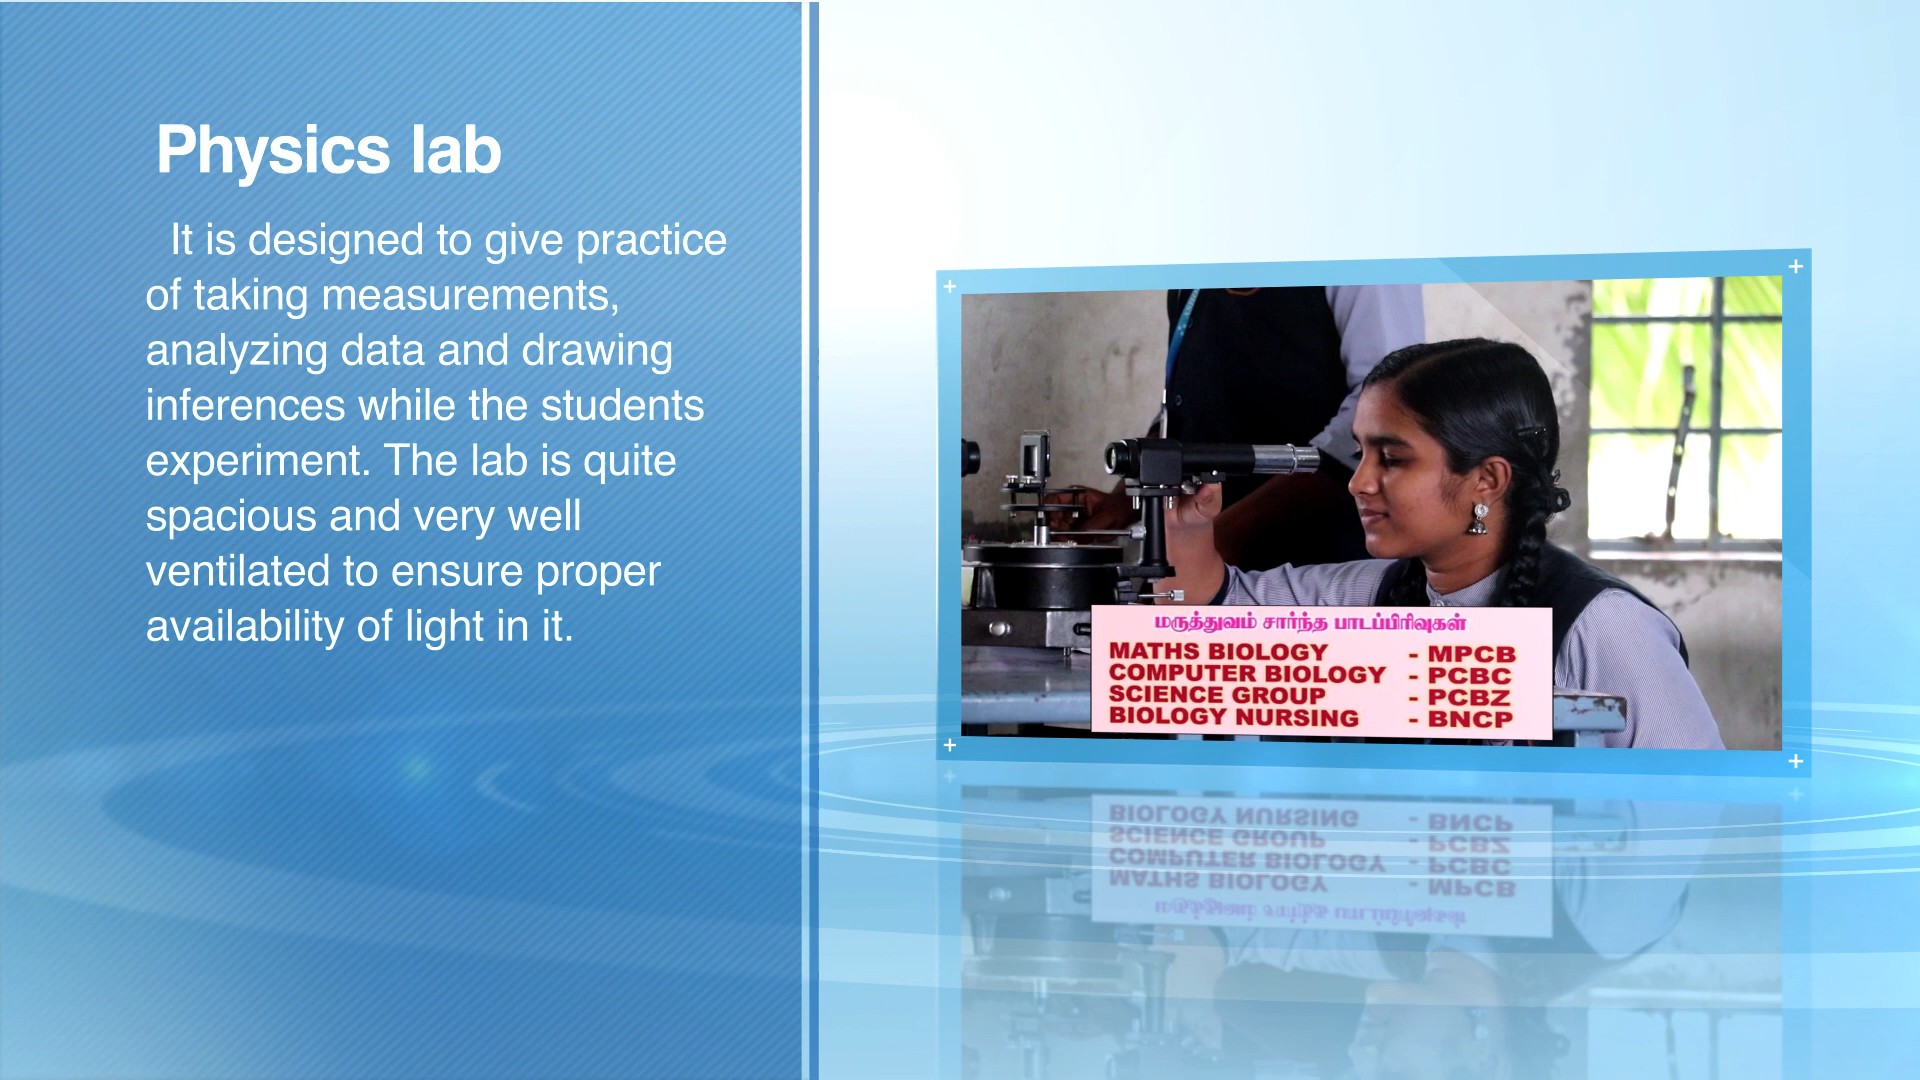 Physics lab
It is designed to give practice
of taking measurements,
analyzing data and drawing
inferences while the students
experiment. The lab is quite
spacious and very well
ventilated to ensure proper
availability of light in it.
மருத்துவம் சார்ந்த பாடப்பிரிவுகள்
MATHS BIOLOGY - MPCB
COMPUTER BIOLOGY - PCBC
SCIENCE GROUP - PCBZ
BIOLOGY NURSING - BNCP